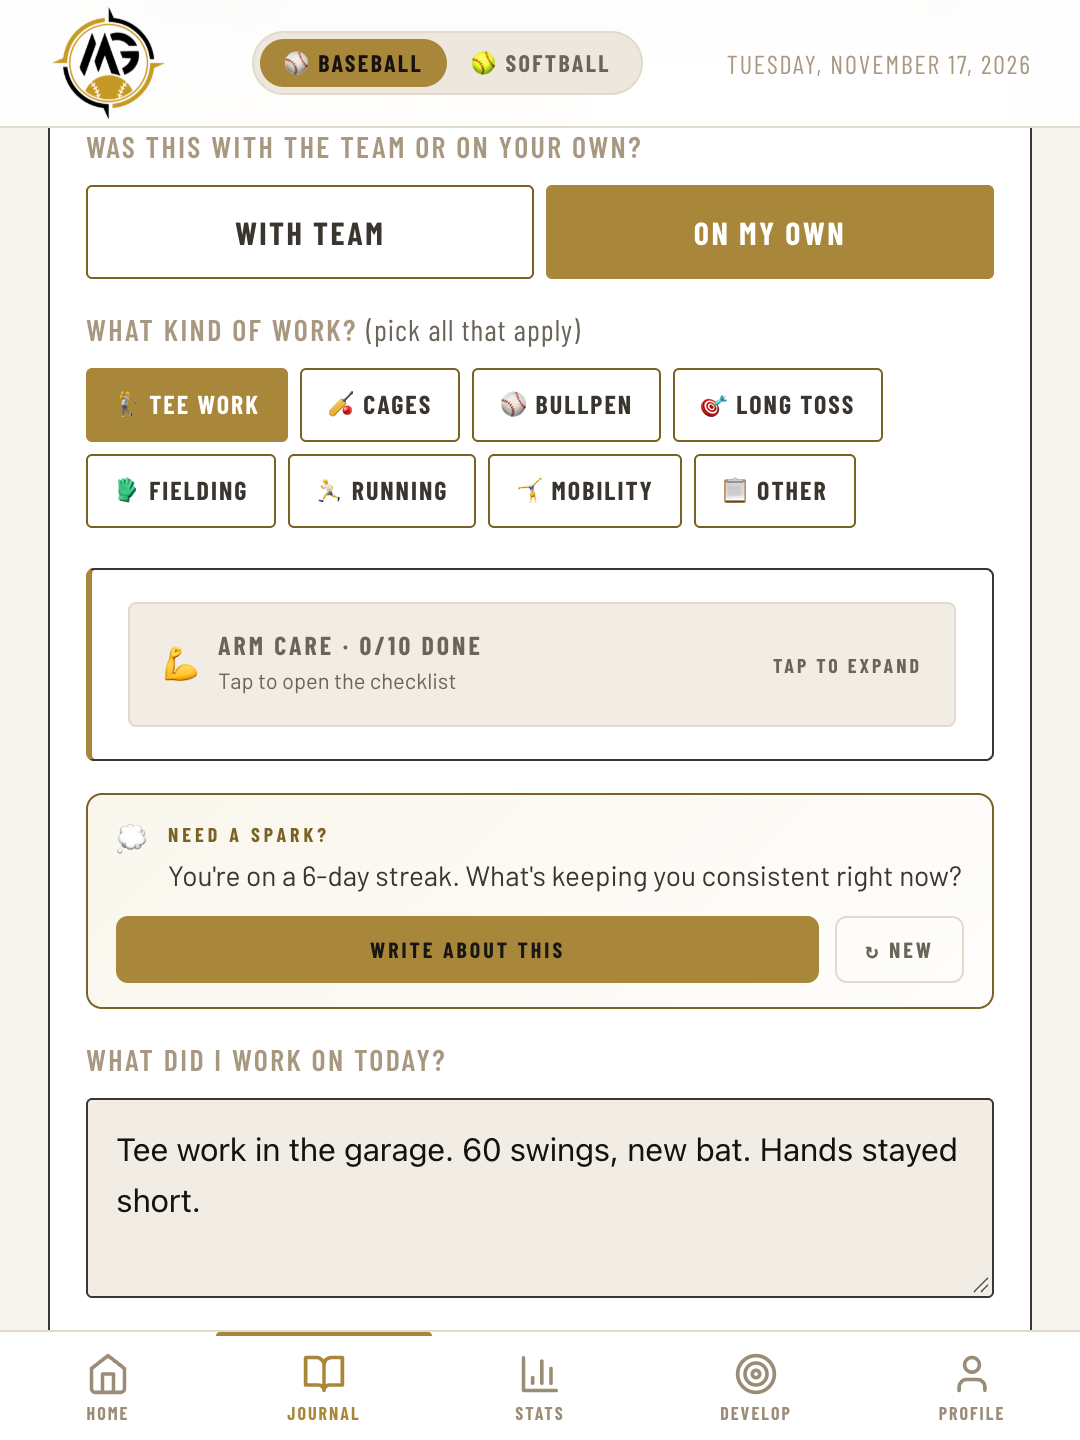 MG
⚾ BASEBALL
🥎 SOFTBALL
TUESDAY, NOVEMBER 17, 2026
WAS THIS WITH THE TEAM OR ON YOUR OWN?
WITH TEAM
ON MY OWN
WHAT KIND OF WORK? (pick all that apply)
TEE WORK
🏏 CAGES
⚾ BULLPEN
🎯 LONG TOSS
🧤 FIELDING
🏃 RUNNING
🤸 MOBILITY
📋 OTHER
💪 ARM CARE · 0/10 DONE
Tap to open the checklist
TAP TO EXPAND
💭 NEED A SPARK?
You're on a 6-day streak. What's keeping you consistent right now?
WRITE ABOUT THIS
↻ NEW
WHAT DID I WORK ON TODAY?
Tee work in the garage. 60 swings, new bat. Hands stayed
short.
HOME
JOURNAL
STATS
DEVELOP
PROFILE